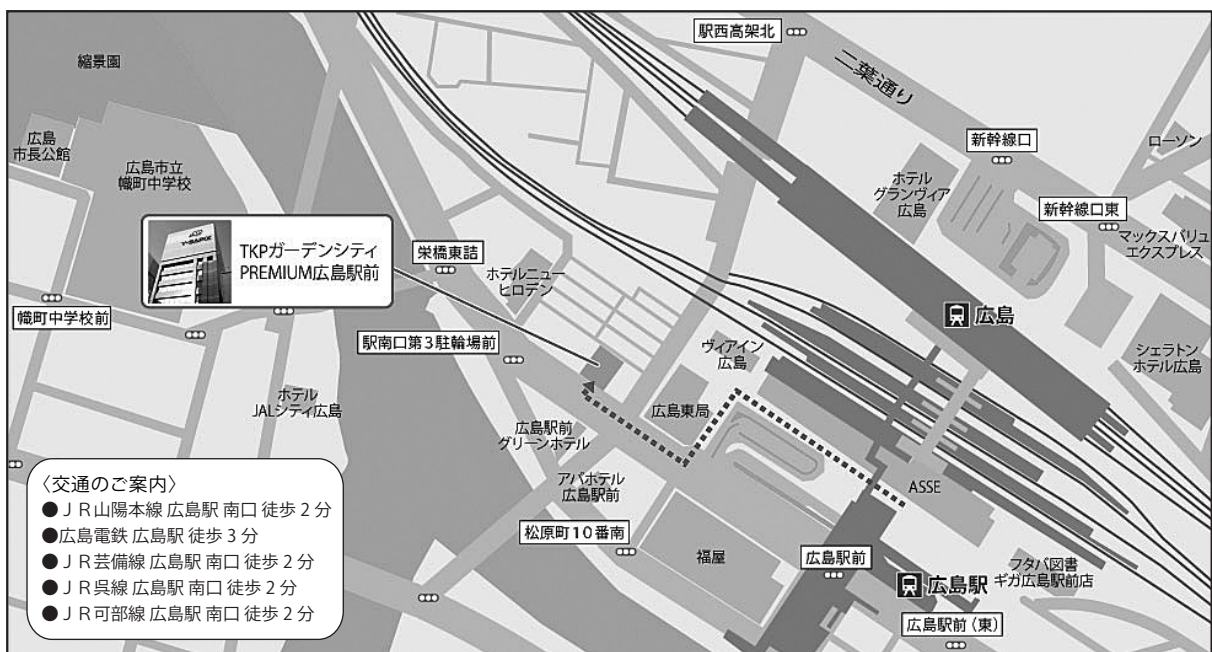 駅西高架北
縮景園
二葉通り
広島
市長公館
広島市立
幟町中学校
新幹線口
ローソン
ホテル
グランヴィア
広島
新幹線口東
マックスバリュ
エクスプレス
TKPガーデンシティ
PREMIUM広島駅前
栄橋東詰
ホテルニュー
ヒロデン
幟町中学校前
広島
駅南口第3駐輪場前
ヴィアイン
広島
シェラトン
ホテル広島
ホテル
JALシティ広島
広島東局
広島駅前
グリーンホテル
アパホテル
広島駅前
ASSE
松原町10番南
福屋
広島駅前
フタバ図書
ギガ広島駅前店
広島駅
広島駅前(東)
〈交通のご案内〉
●JR山陽本線 広島駅 南口 徒歩2分
●広島電鉄 広島駅 徒歩3分
●JR芸備線 広島駅 南口 徒歩2分
●JR呉線 広島駅 南口 徒歩2分
●JR可部線 広島駅 南口 徒歩2分